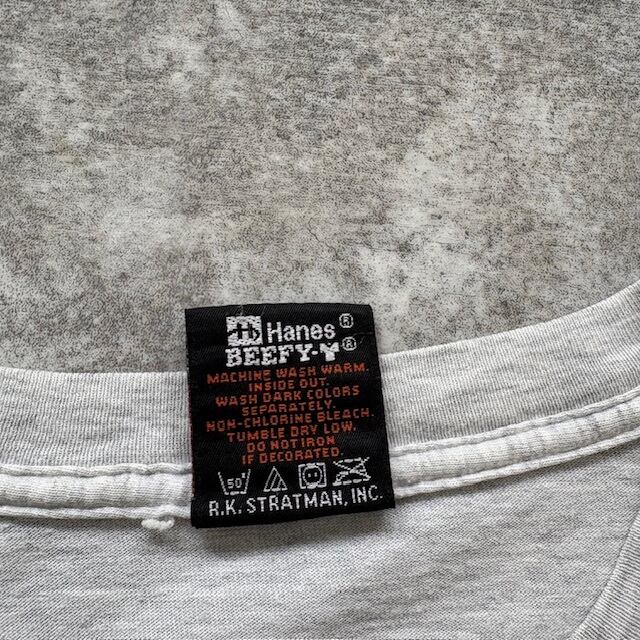 Hanes®
BEEFY-T®
MACHINE WASH WARM.
INSIDE OUT.
WASH DARK COLORS
SEPARATELY.
NON-CHLORINE BLEACH.
TUMBLE DRY LOW.
DO NOT IRON
IF DECORATED.
50
R.K. STRATMAN, INC.